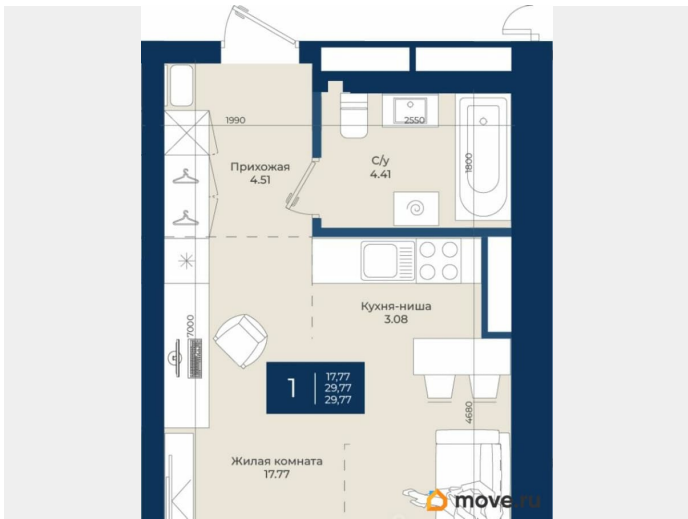 1990
2550
Прихожая
4.51
С/у
4.41
1800
Кухня-ниша
3.08
7000
1
17,77
29,77
29,77
4680
Жилая комната
17.77
move.ru